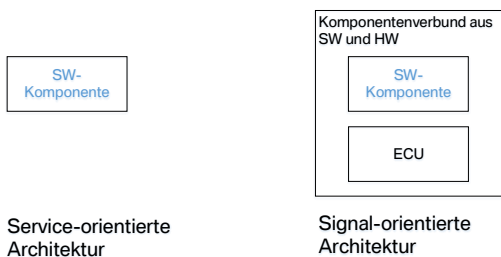 SW-
Komponente
Service-orientierte
Architektur
Komponentenverbund aus
SW und HW
SW-
Komponente
ECU
Signal-orientierte
Architektur